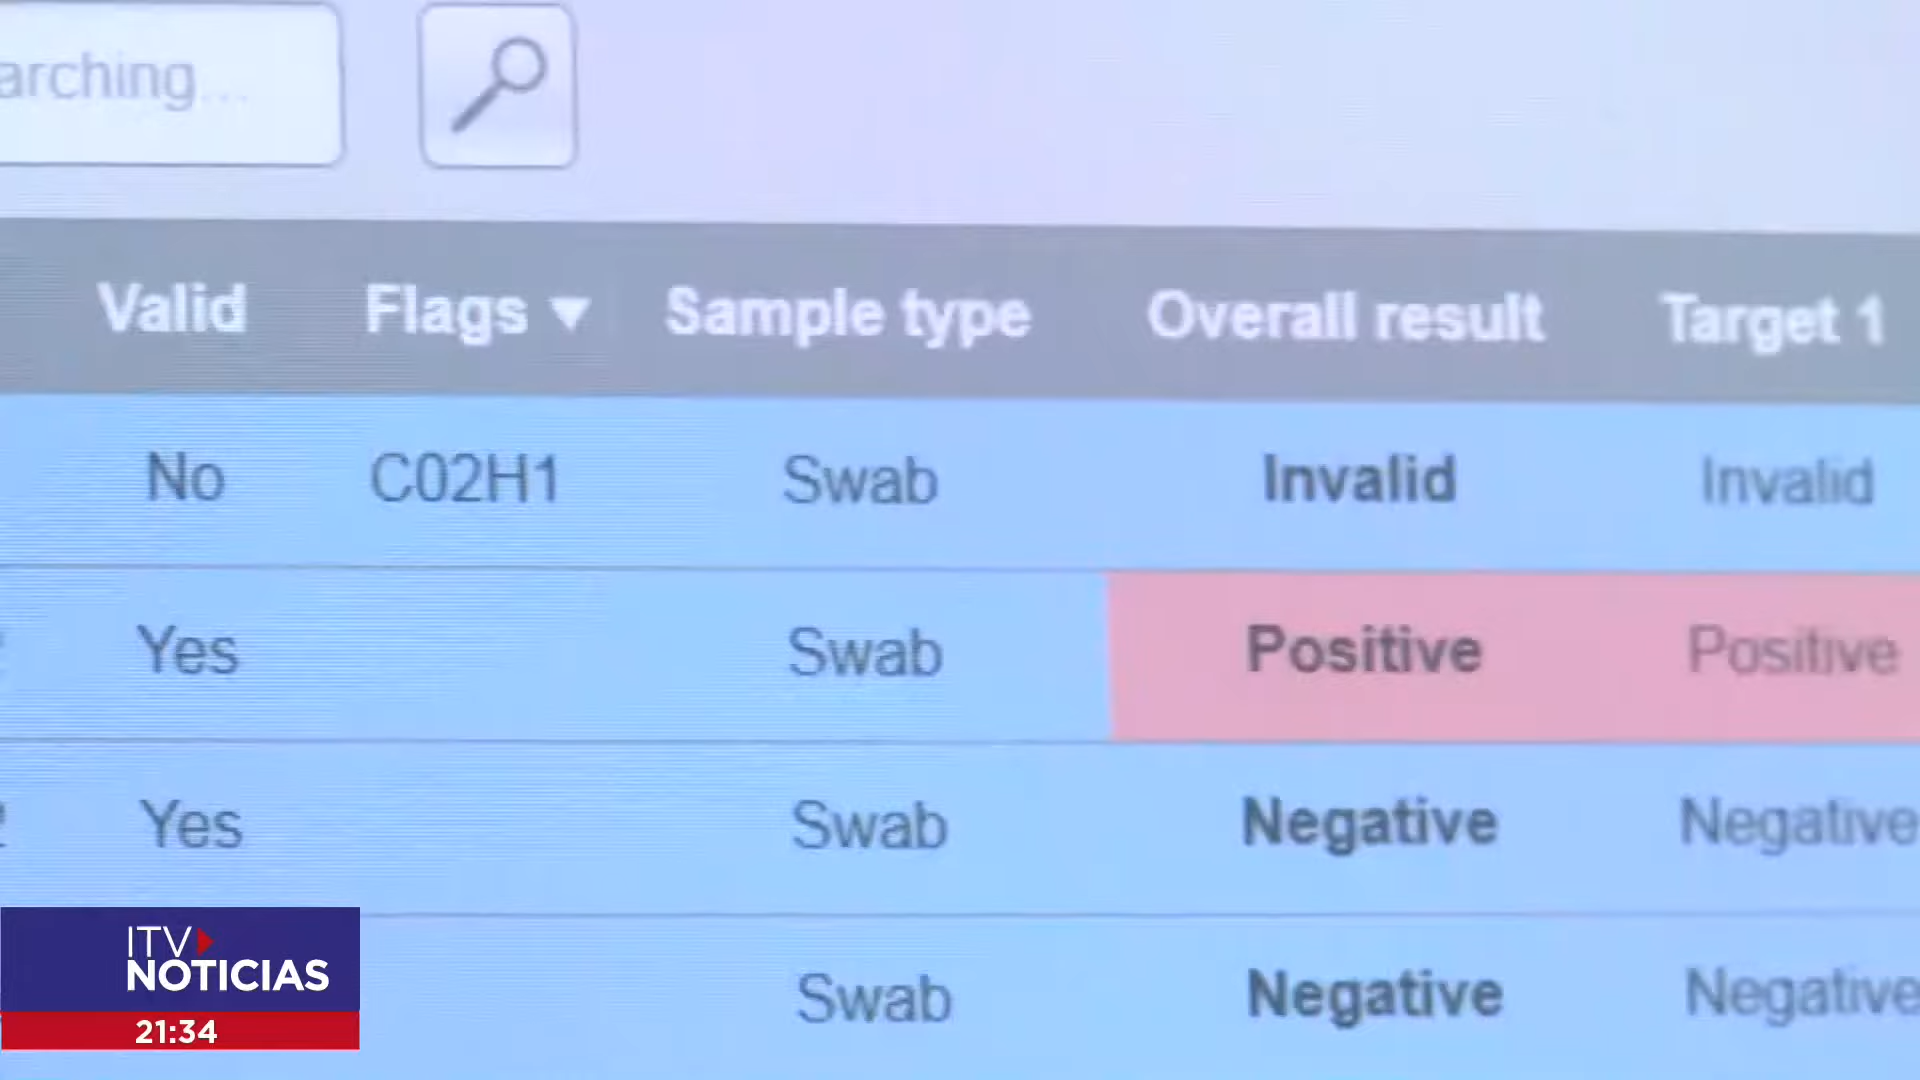 arching...
Valid Flags ▼ Sample type Overall result Target 1
No C02H1 Swab Invalid Invalid
Yes Swab Positive Positive
Yes Swab Negative Negative
Swab Negative Negative
ITV
NOTICIAS
21:34